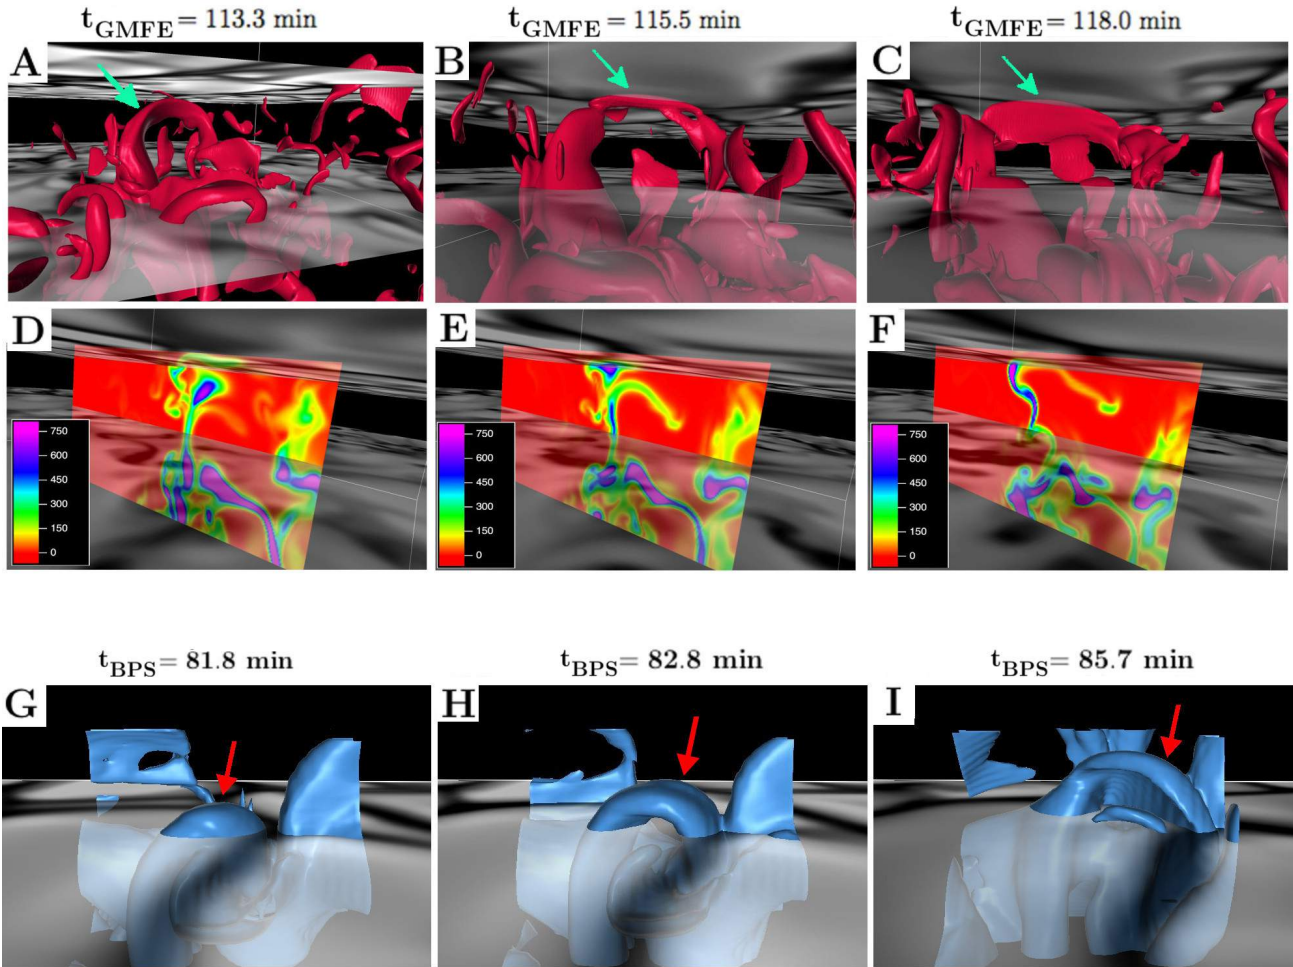 t_GMFE = 113.3 min
t_GMFE = 115.5 min
t_GMFE = 118.0 min
A
B
C
D
750
600
450
300
150
0
E
750
600
450
300
150
0
F
750
600
450
300
150
0
t_BPS= 81.8 min
t_BPS= 82.8 min
t_BPS= 85.7 min
G
H
I